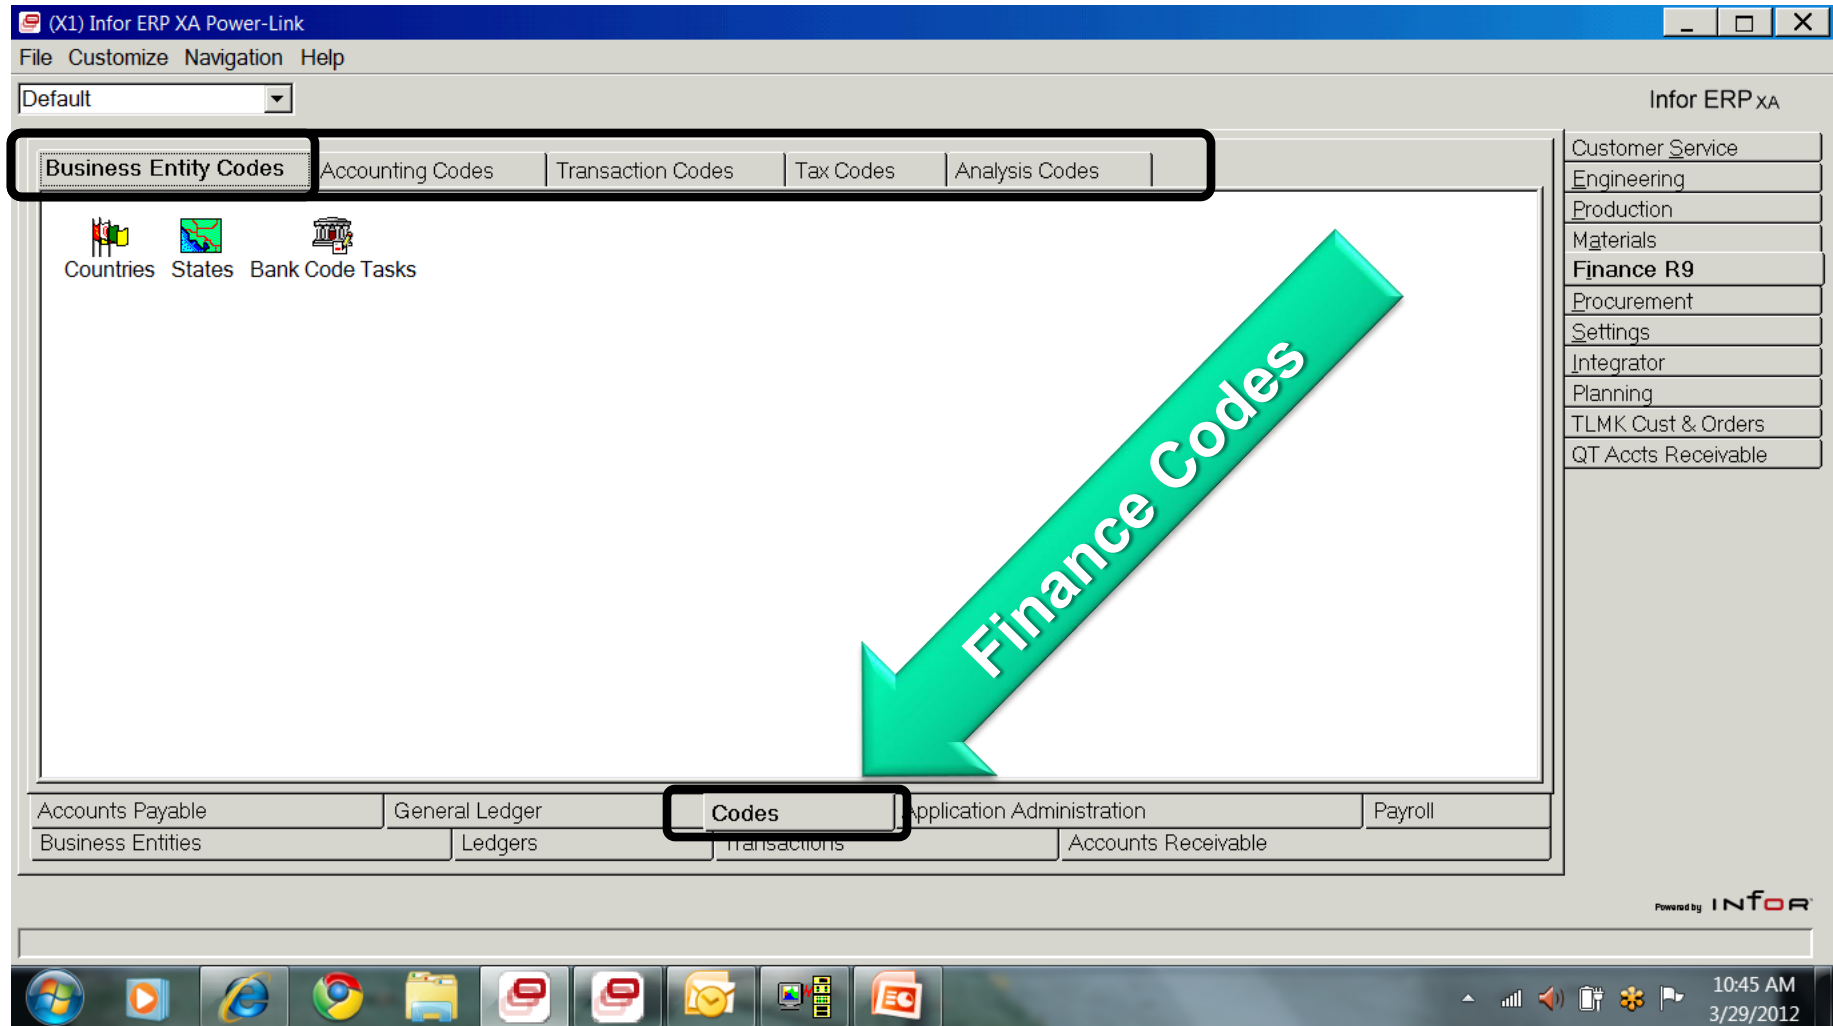 (X1) Infor ERP XA Power-Link
File Customize Navigation Help
Default
Infor ERP XA
Business Entity Codes Accounting Codes Transaction Codes Tax Codes Analysis Codes
Countries States Bank Code Tasks
Finance Codes
Customer Service
Engineering
Production
Materials
Finance R9
Procurement
Settings
Integrator
Planning
TLMK Cust & Orders
QT Accts Receivable
Accounts Payable General Ledger Codes Application Administration Payroll
Business Entities Ledgers Transactions Accounts Receivable
Powered by infor
10:45 AM
3/29/2012